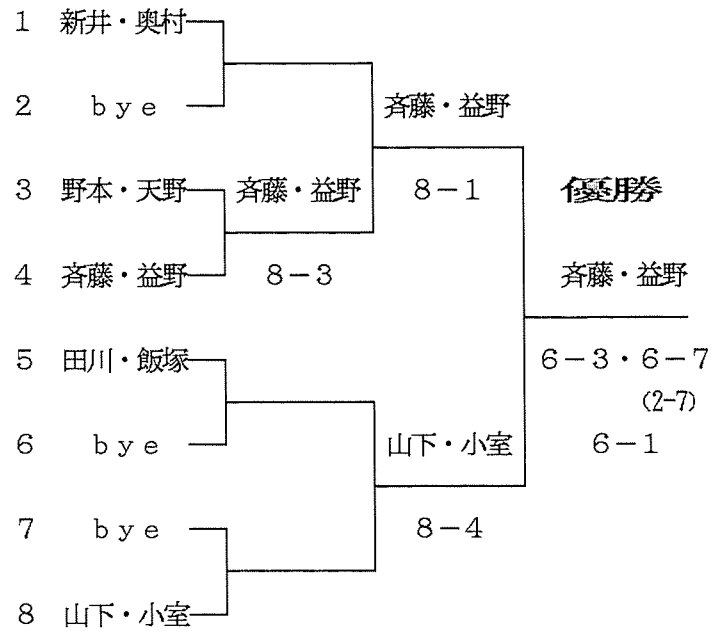 1 新井・奥村
2 bye 斉藤・益野
3 野本・天野 斉藤・益野 8-1 優勝
4 斉藤・益野 8-3 斉藤・益野
5 田川・飯塚 6-3・6-7
(2-7)
6 bye 山下・小室 6-1
7 bye 8-4
8 山下・小室